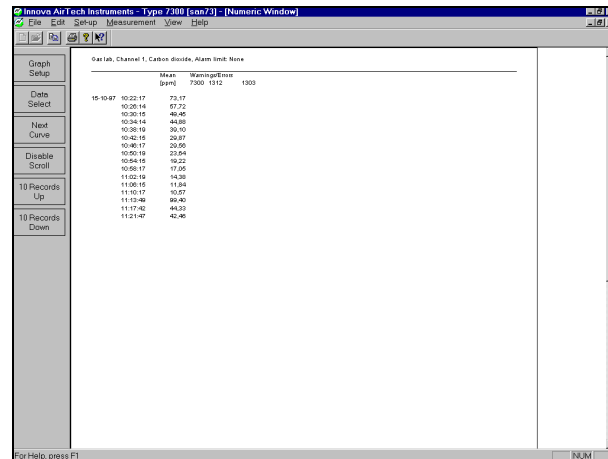 Innova AirTech Instruments - Type 7300 [san73] - [Numeric Window]
File Edit Set-up Measurement View Help
Graph Setup
Data Select
Next Curve
Disable Scroll
10 Records Up
10 Records Down
Gas lab, Channel 1, Carbon dioxide, Alarm limit: None
Mean Warnings/Errors
[ppm] 7300 1312 1303
15-10-97 10:22:17 73,17
10:26:14 57,72
10:30:15 49,45
10:34:14 44,88
10:38:19 39,10
10:42:15 29,87
10:46:17 29,56
10:50:19 23,64
10:54:15 19,22
10:58:17 17,05
11:02:19 14,38
11:06:15 11,84
11:10:17 10,57
11:13:49 99,40
11:17:42 44,33
11:21:47 42,46
For Help, press F1
NUM